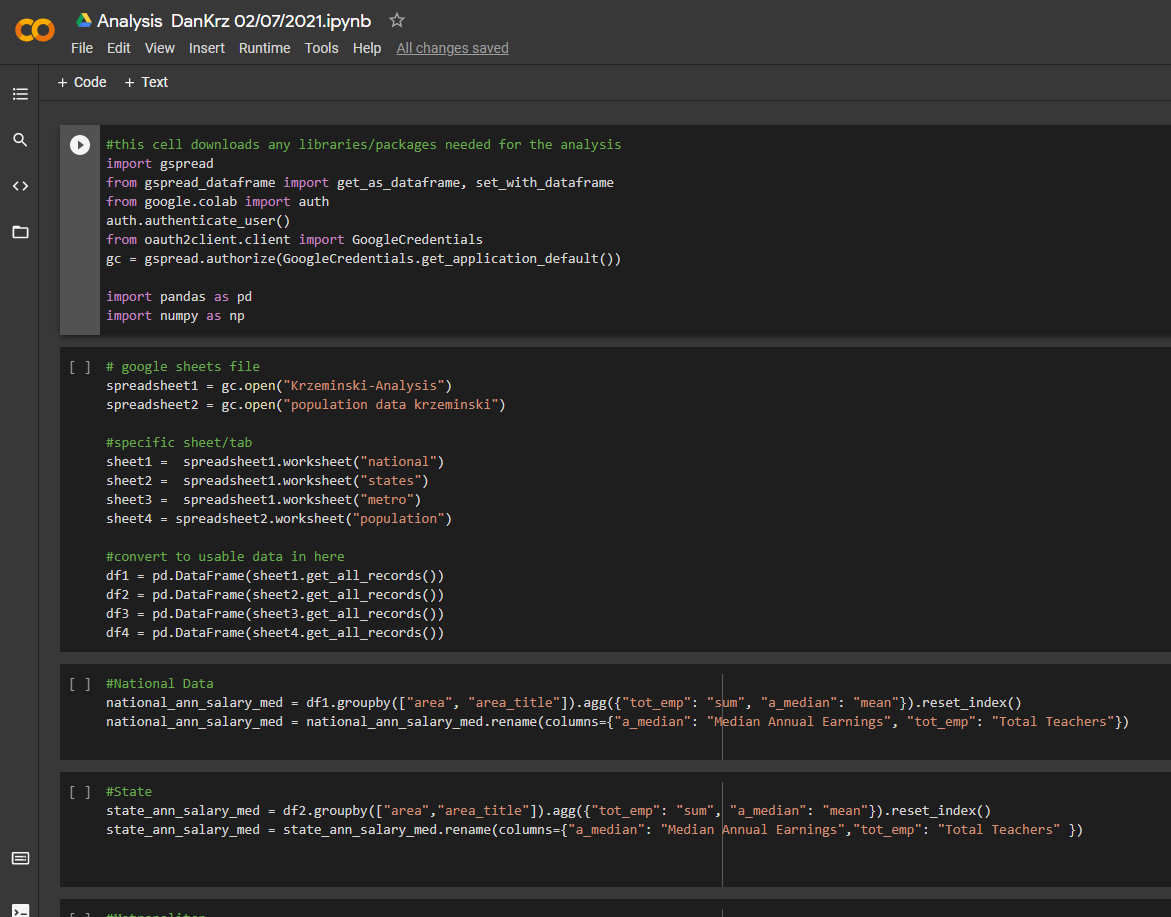 Analysis DanKrz 02/07/2021.ipynb
File Edit View Insert Runtime Tools Help All changes saved
+ Code + Text
#this cell downloads any libraries/packages needed for the analysis
import gspread
from gspread_dataframe import get_as_dataframe, set_with_dataframe
from google.colab import auth
auth.authenticate_user()
from oauth2client.client import GoogleCredentials
gc = gspread.authorize(GoogleCredentials.get_application_default())
import pandas as pd
import numpy as np
[ ] # google sheets file
spreadsheet1 = gc.open("Krzeminski-Analysis")
spreadsheet2 = gc.open("population data krzeminski")
#specific sheet/tab
sheet1 =  spreadsheet1.worksheet("national")
sheet2 =  spreadsheet1.worksheet("states")
sheet3 =  spreadsheet1.worksheet("metro")
sheet4 = spreadsheet2.worksheet("population")
#convert to usable data in here
df1 = pd.DataFrame(sheet1.get_all_records())
df2 = pd.DataFrame(sheet2.get_all_records())
df3 = pd.DataFrame(sheet3.get_all_records())
df4 = pd.DataFrame(sheet4.get_all_records())
[ ] #National Data
national_ann_salary_med = df1.groupby(["area", "area_title"]).agg({"tot_emp": "sum", "a_median": "mean"}).reset_index()
national_ann_salary_med = national_ann_salary_med.rename(columns={"a_median": "Median Annual Earnings", "tot_emp": "Total Teachers"})
[ ] #State
state_ann_salary_med = df2.groupby(["area","area_title"]).agg({"tot_emp": "sum", "a_median": "mean"}).reset_index()
state_ann_salary_med = state_ann_salary_med.rename(columns={"a_median": "Median Annual Earnings","tot_emp": "Total Teachers" })